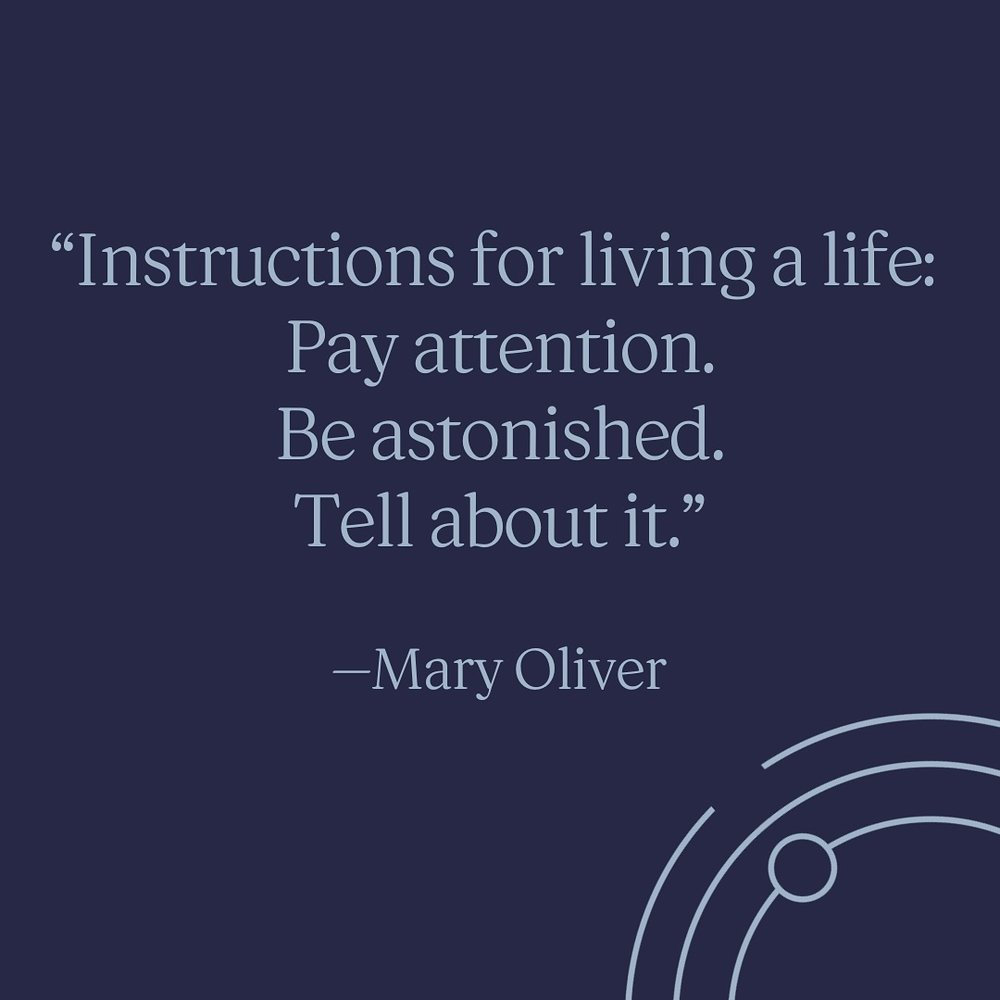 “Instructions for living a life:
Pay attention.
Be astonished.
Tell about it.”
—Mary Oliver